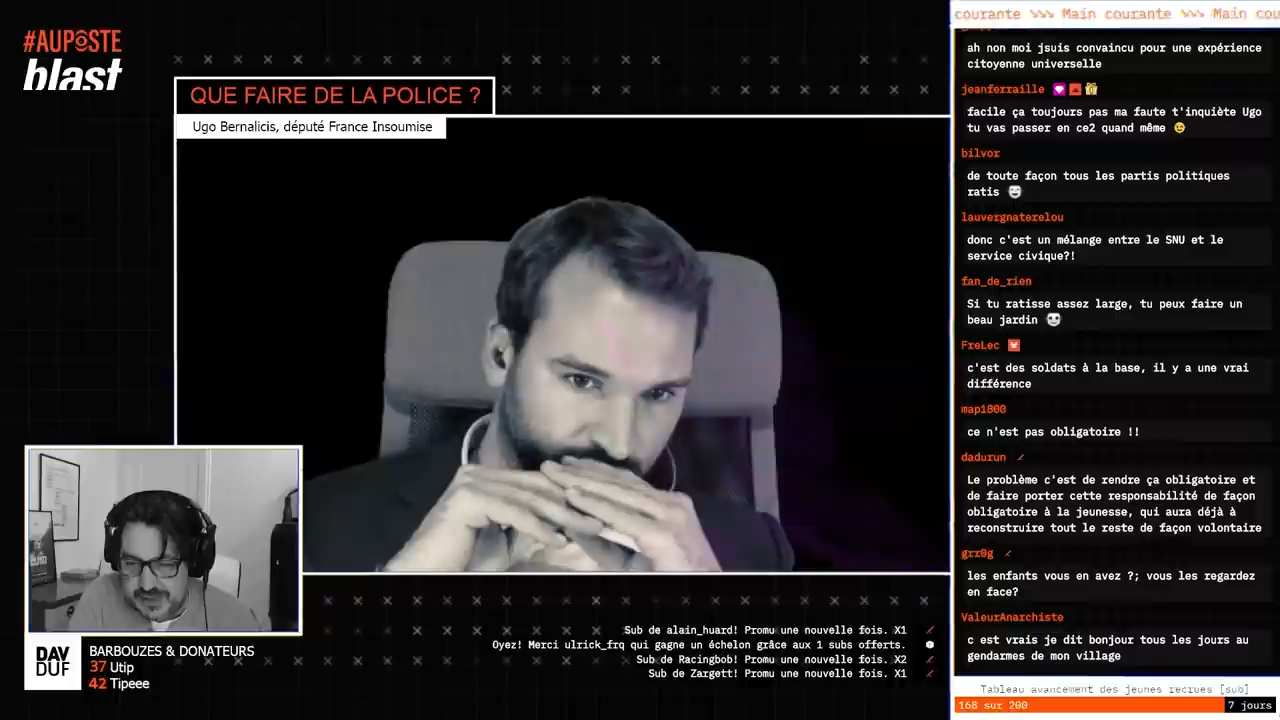 #AUPOSTE
blast
QUE FAIRE DE LA POLICE ?
Ugo Bernalicis, député France Insoumise
DAV
DUF
BARBOUZES & DONATEURS
37 Utip
42 Tipeee
Sub de alain_huard! Promu une nouvelle fois. X1
Oyez! Merci ulrick_frq qui gagne un échelon grâce aux 1 subs offerts.
Sub de Racingbob! Promu une nouvelle fois. X2
Sub de Zargett! Promu une nouvelle fois. X1
courante Main courante Main cou
ah non moi jsuis convaincu pour une expérience
citoyenne universelle
jeanferraille
facile ça toujours pas ma faute t'inquiète Ugo
tu vas passer en ce2 quand même
bilvor
de toute façon tous les partis politiques
ratis
lauvergnaterelou
donc c'est un mélange entre le SNU et le
service civique?!
fan_de_rien
Si tu ratisse assez large, tu peux faire un
beau jardin
FreLec
c'est des soldats à la base, il y a une vrai
différence
map1800
ce n'est pas obligatoire !!
dadurun
Le problème c'est de rendre ça obligatoire et
de faire porter cette responsabilité de façon
obligatoire à la jeunesse, qui aura déjà à
reconstruire tout le reste de façon volontaire
grr0g
les enfants vous en avez ?; vous les regardez
en face?
ValeurAnarchiste
c est vrais je dit bonjour tous les jours au
gendarmes de mon village
Tableau avancement des jeunes recrues [sub]
168 sur 200
7 jours